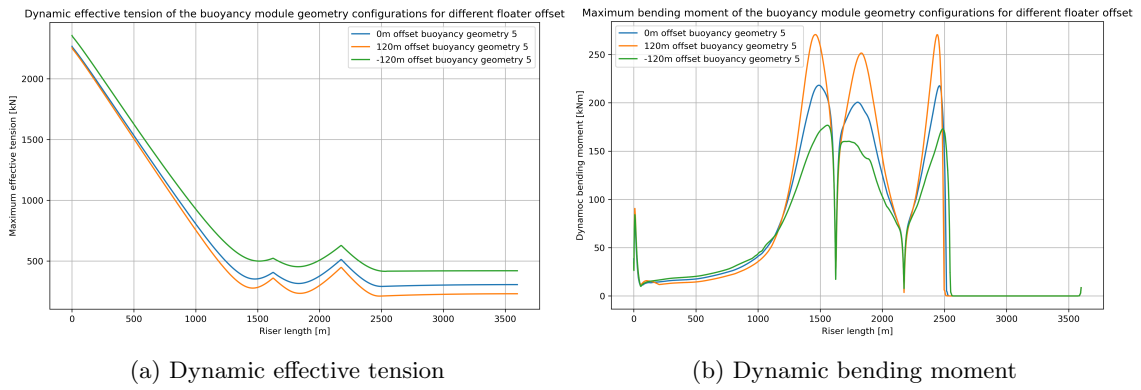 Dynamic effective tension of the buoyancy module geometry configurations for different floater offset
0m offset buoyancy geometry 5
120m offset buoyancy geometry 5
-120m offset buoyancy geometry 5
Maximum effective tension [kN]
2000
1500
1000
500
0
500
1000
1500
2000
2500
3000
3500
Riser length [m]
(a) Dynamic effective tension
Maximum bending moment of the buoyancy module geometry configurations for different floater offset
0m offset buoyancy geometry 5
120m offset buoyancy geometry 5
-120m offset buoyancy geometry 5
Dynamoc bending moment [kNm]
250
200
150
100
50
0
0
500
1000
1500
2000
2500
3000
3500
Riser length [m]
(b) Dynamic bending moment